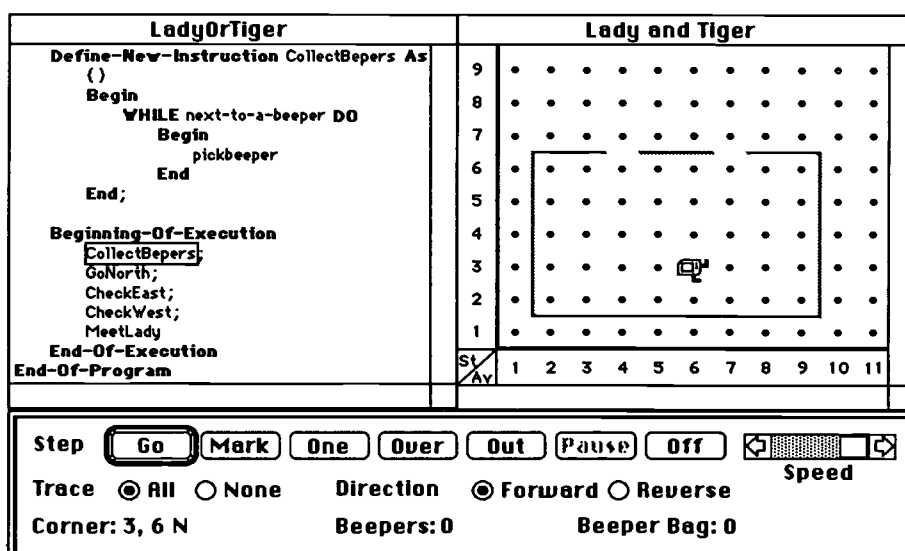 LadyOrTiger
Define-New-Instruction CollectBepers As
()
Begin
WHILE next-to-a-beeper DO
Begin
pickbeeper
End
End;
Beginning-Of-Execution
CollectBepers;
GoNorth;
CheckEast;
CheckWest;
MeetLady
End-Of-Execution
End-Of-Program
Lady and Tiger
9
8
7
6
5
4
3
2
1
St/Av 1 2 3 4 5 6 7 8 9 10 11
Step Go Mark One Over Out Pause Off
Speed
Trace All None Direction Forward Reverse
Corner: 3, 6 N Beepers: 0 Beeper Bag: 0